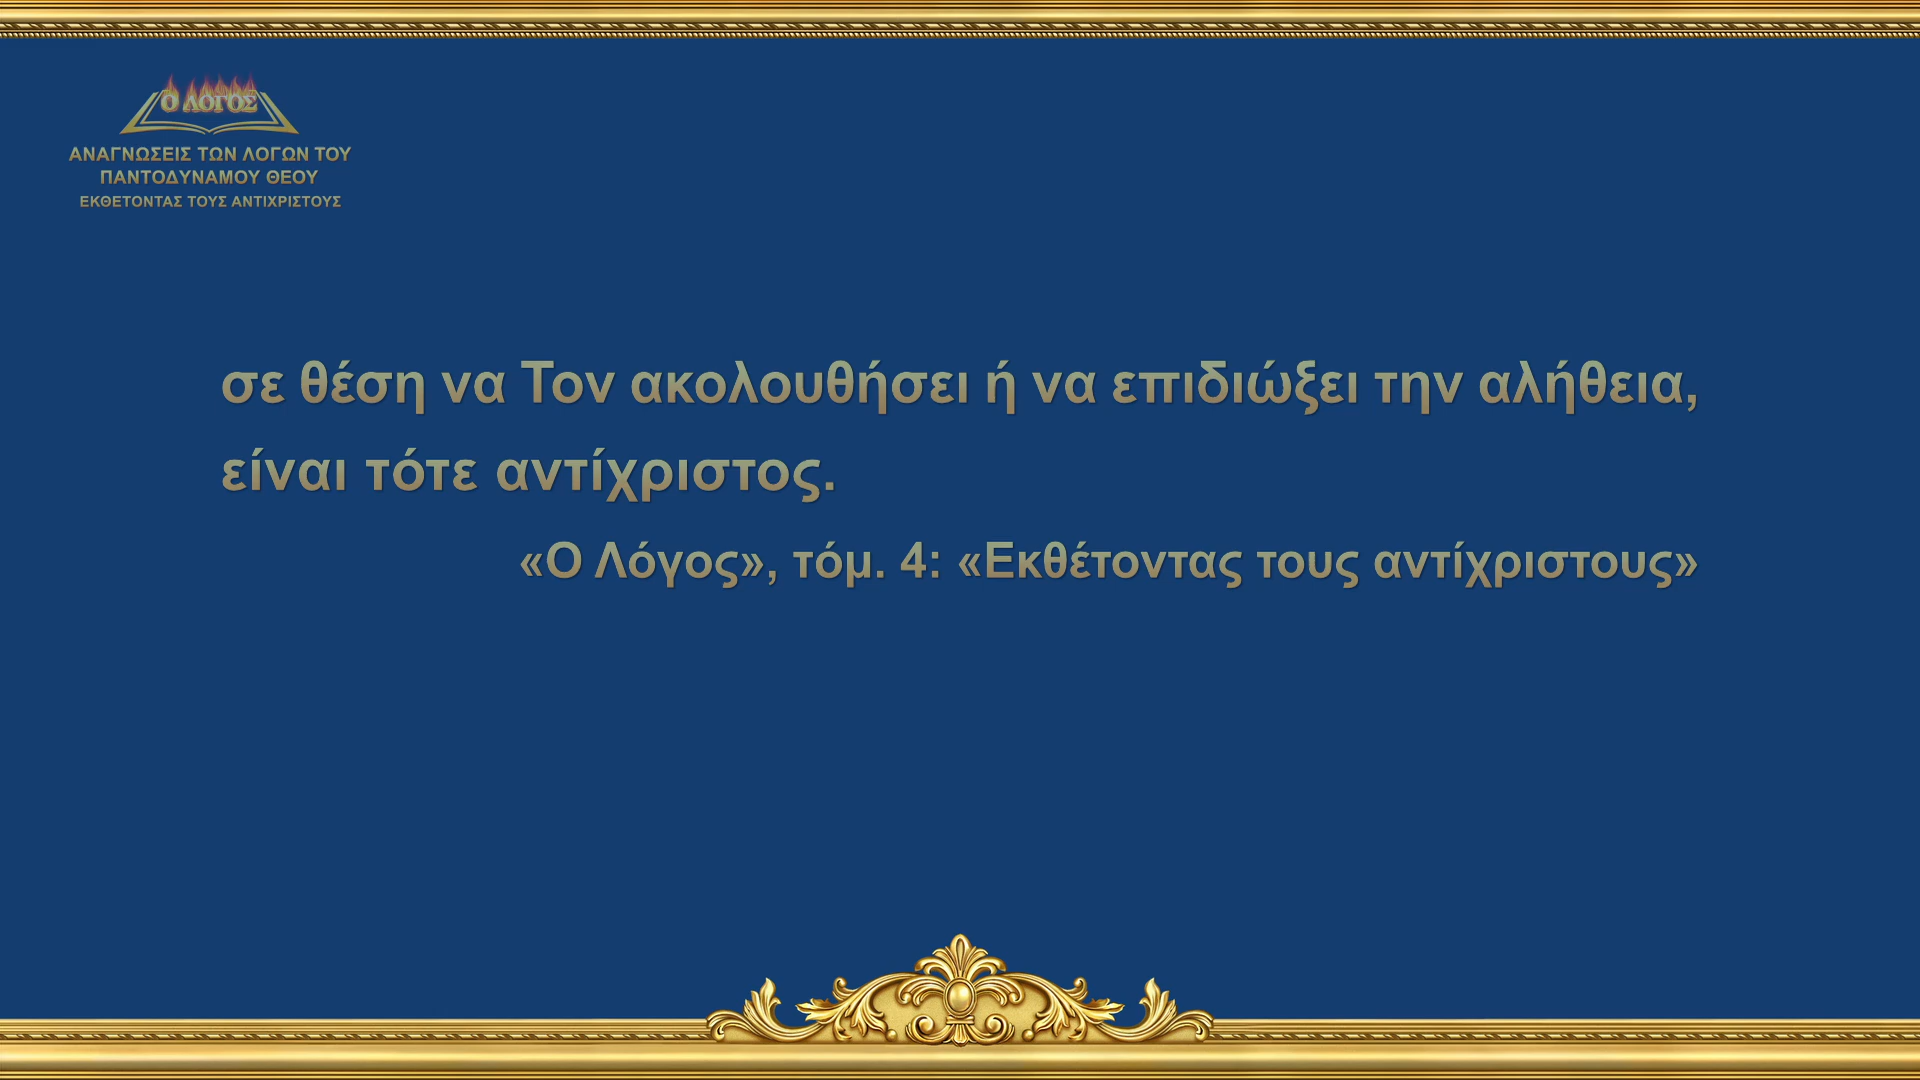 Ο ΛΟΓΟΣ
ΑΝΑΓΝΩΣΕΙΣ ΤΩΝ ΛΟΓΩΝ ΤΟΥ
ΠΑΝΤΟΔΥΝΑΜΟΥ ΘΕΟΥ
ΕΚΘΕΤΟΝΤΑΣ ΤΟΥΣ ΑΝΤΙΧΡΙΣΤΟΥΣ
σε θέση να Τον ακολουθήσει ή να επιδιώξει την αλήθεια,
είναι τότε αντίχριστος.
«Ο Λόγος», τόμ. 4: «Εκθέτοντας τους αντίχριστους»